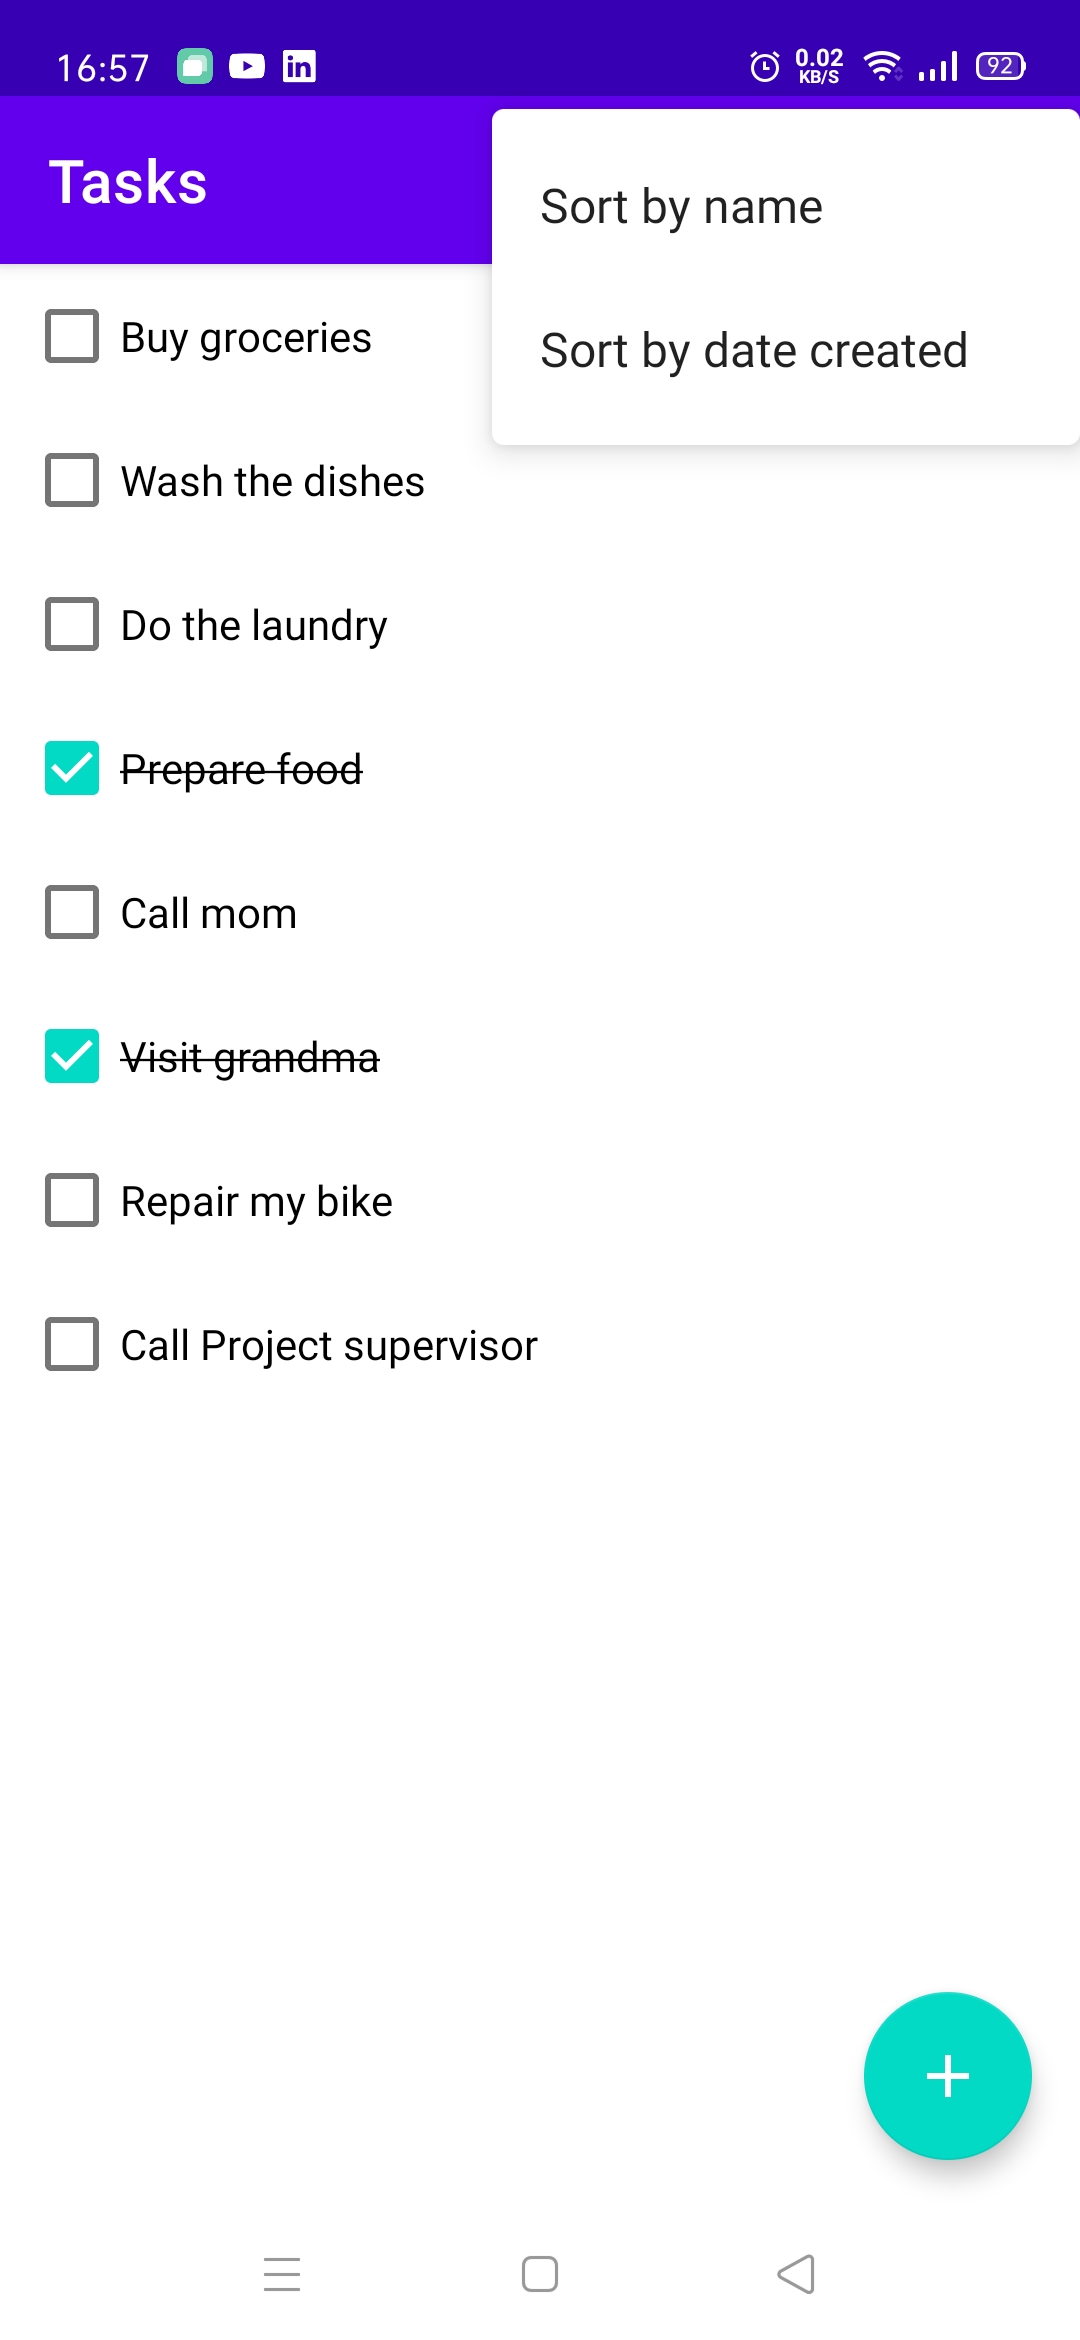 16:57
in
0.02
KB/S
92
Tasks
Sort by name
Sort by date created
Buy groceries
Wash the dishes
Do the laundry
Prepare food
Call mom
Visit grandma
Repair my bike
Call Project supervisor